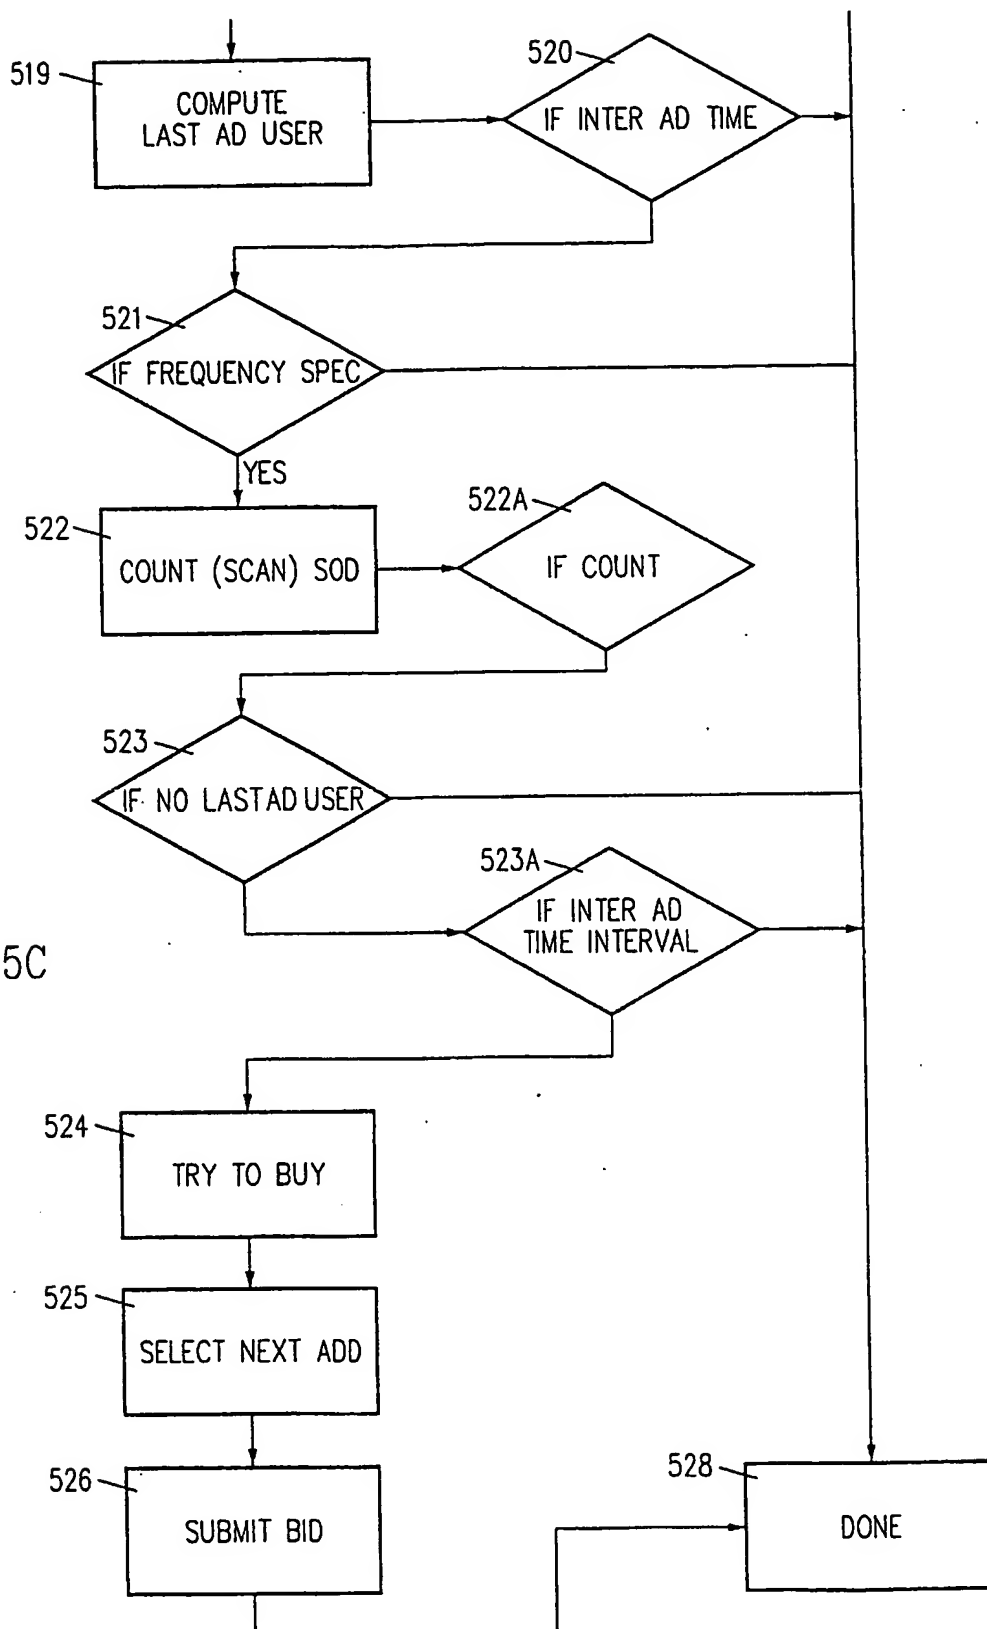 519
COMPUTE
LAST AD USER
520
IF INTER AD TIME
521
IF FREQUENCY SPEC
YES
522
COUNT (SCAN) SOD
522A
IF COUNT
523
IF NO LAST AD USER
523A
IF INTER AD
TIME INTERVAL
5C
524
TRY TO BUY
525
SELECT NEXT ADD
526
SUBMIT BID
528
DONE